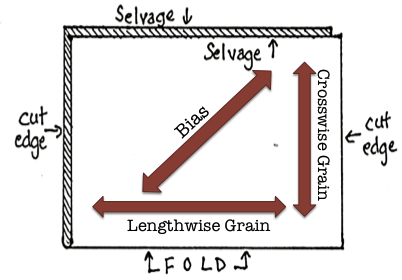 Selvage ↓
Selvage ↑
cut
edge→
Bias
Crosswise Grain
←cut
edge
Lengthwise Grain
↑FOLD↑